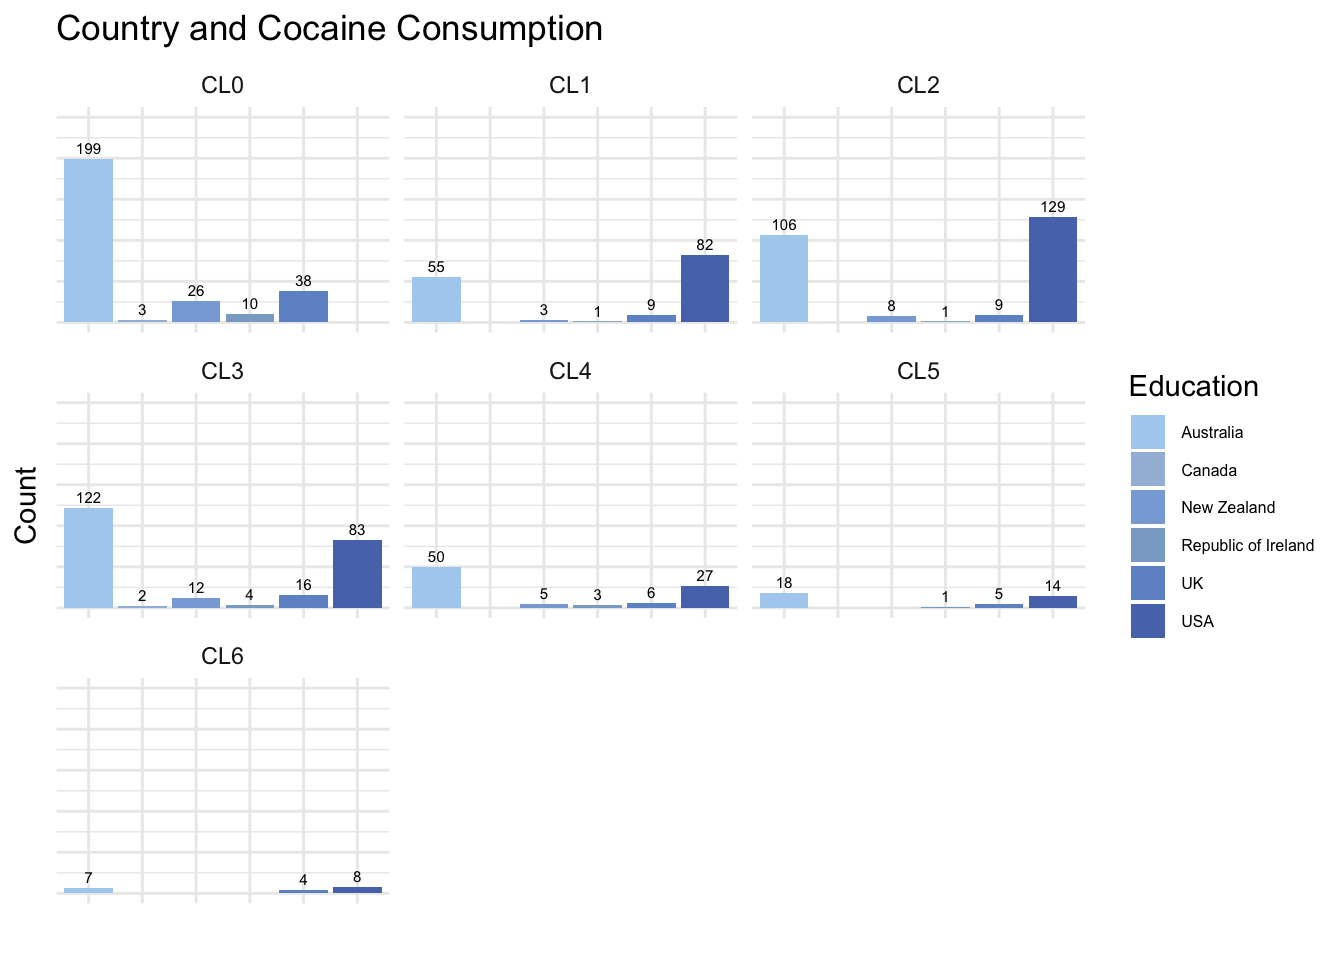 Country and Cocaine Consumption
CL0
CL1
CL2
199
3
26
10
38
55
3
1
9
82
106
8
1
9
129
CL3
CL4
CL5
122
2
12
4
16
83
50
5
3
6
27
18
1
5
14
CL6
7
4
8
Count
Education
Australia
Canada
New Zealand
Republic of Ireland
UK
USA